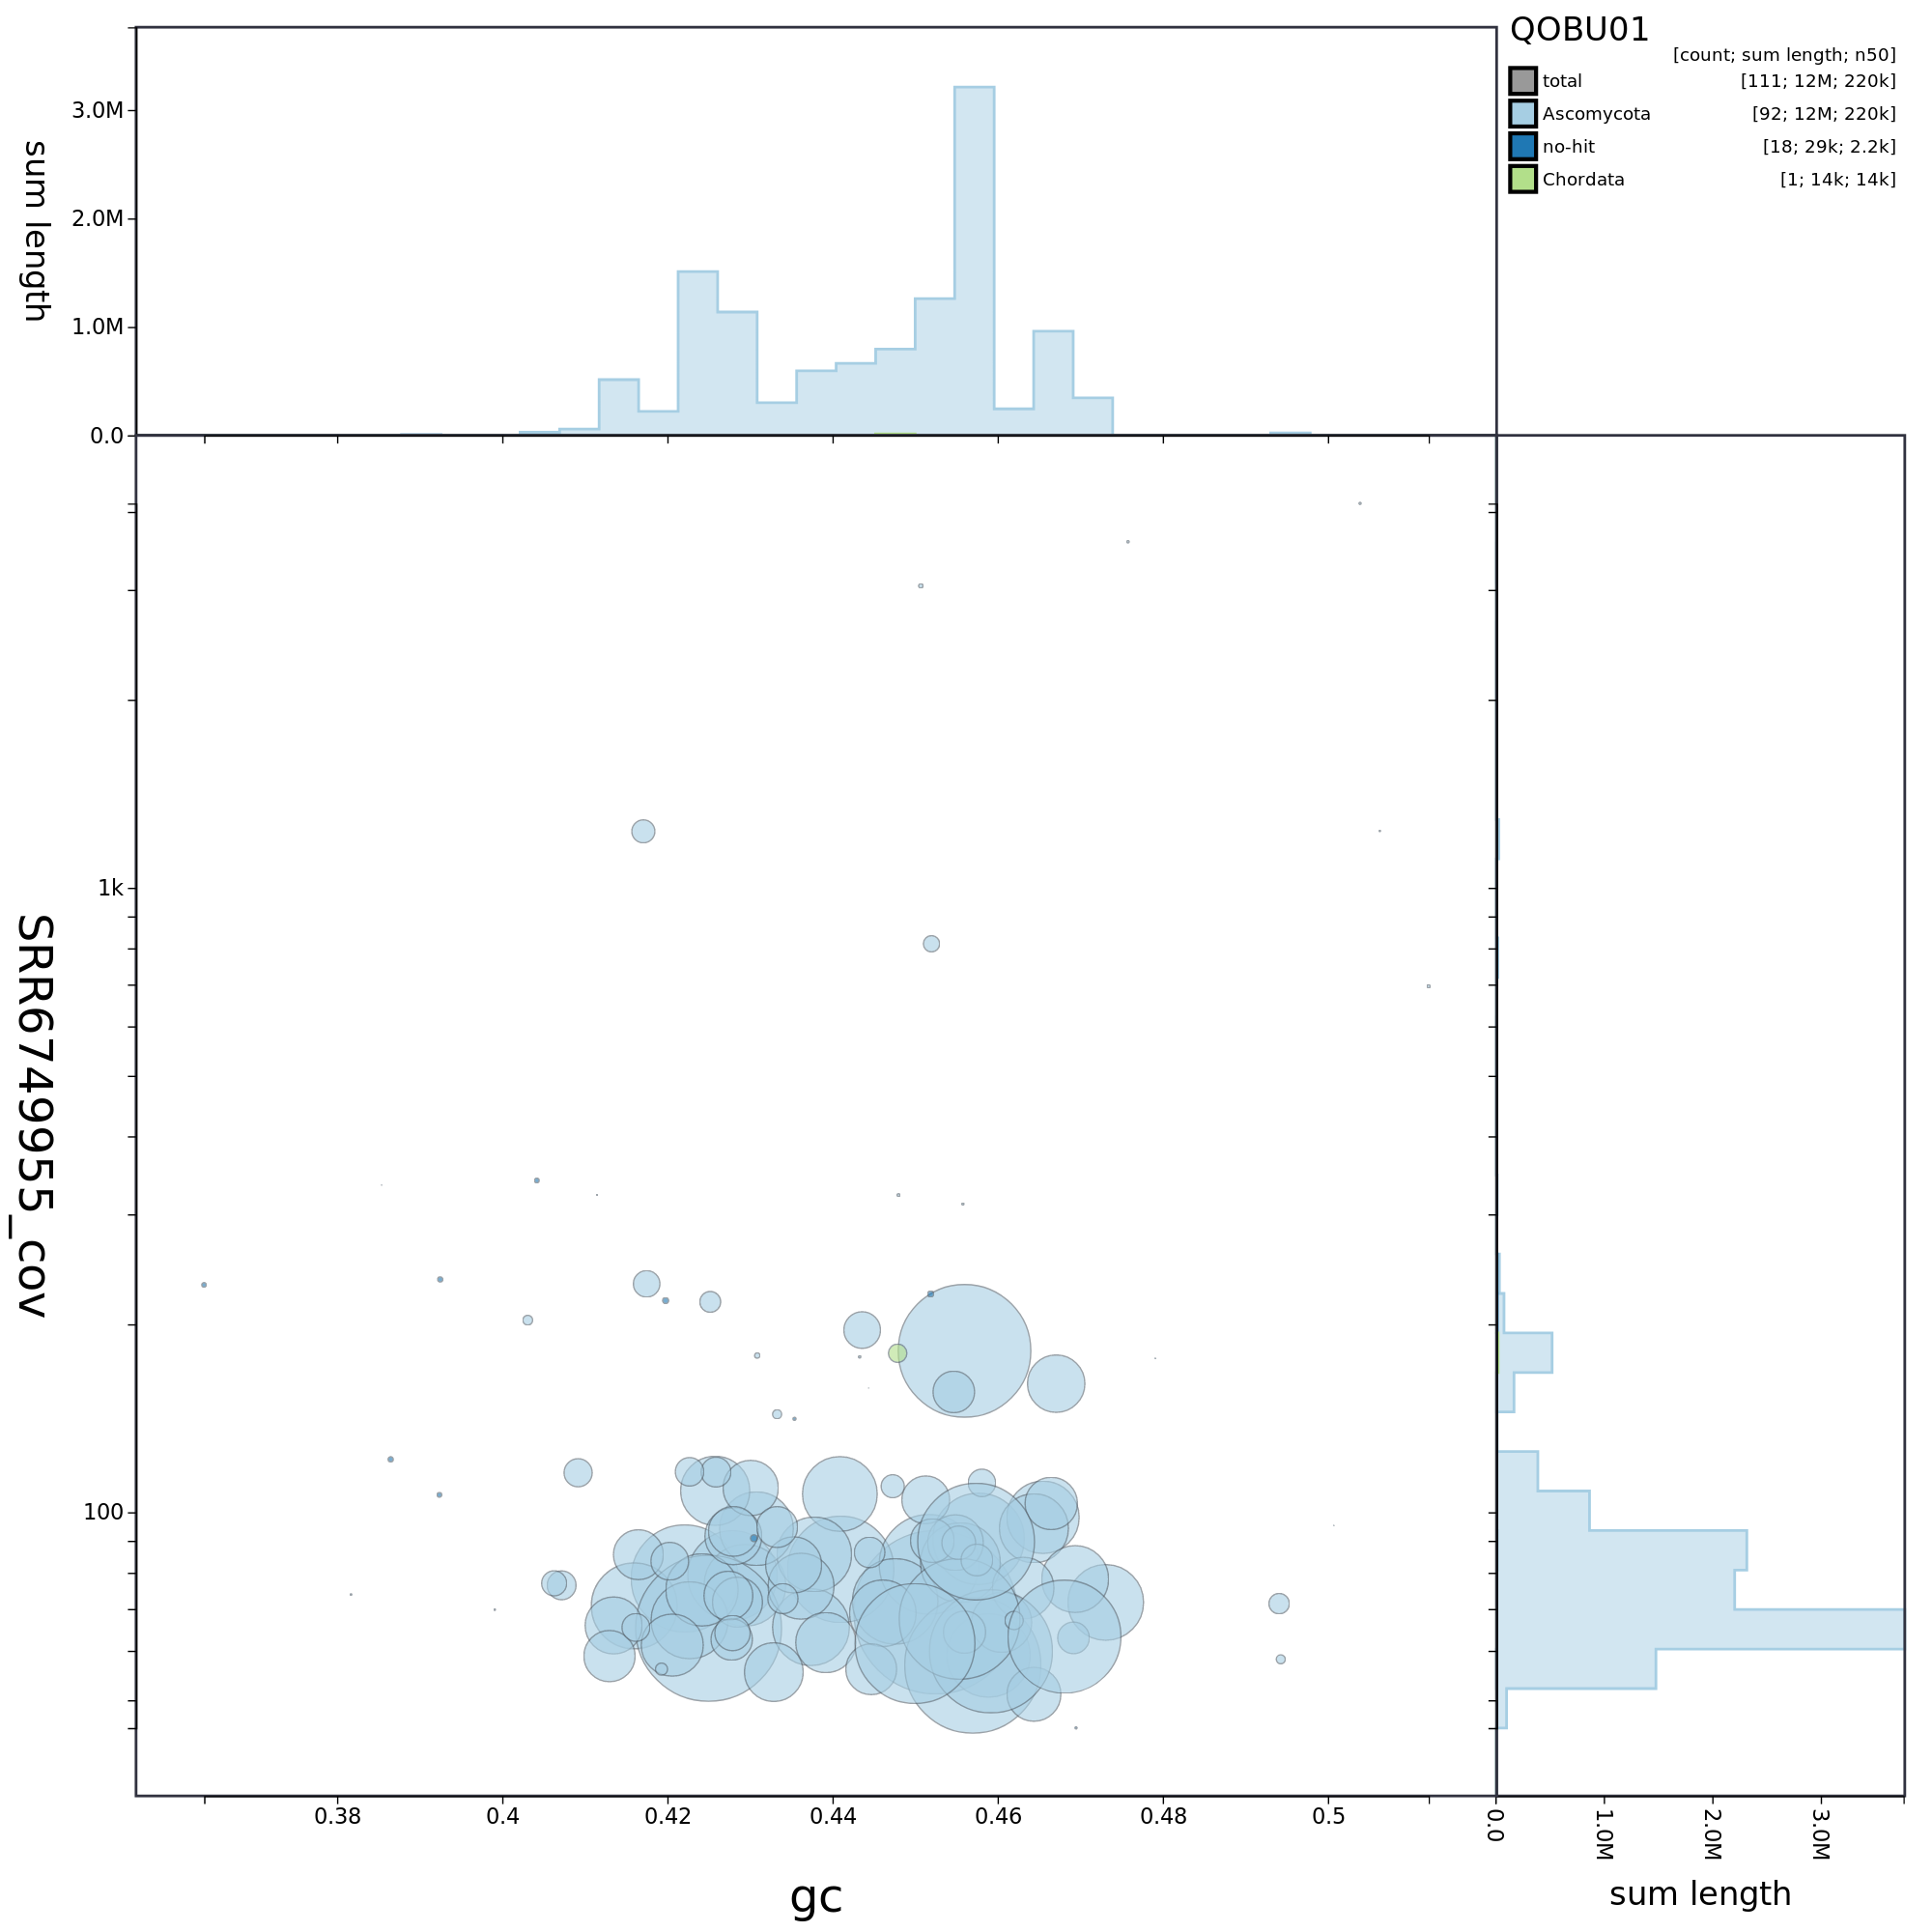 QOBU01
[count; sum length; n50]
total [111; 12M; 220k]
Ascomycota [92; 12M; 220k]
no-hit [18; 29k; 2.2k]
Chordata [1; 14k; 14k]
sum length
3.0M
2.0M
1.0M
0.0
SRR6749955_cov
1k
100
0.38 0.4 0.42 0.44 0.46 0.48 0.5
gc
0.0 1.0M 2.0M 3.0M
sum length